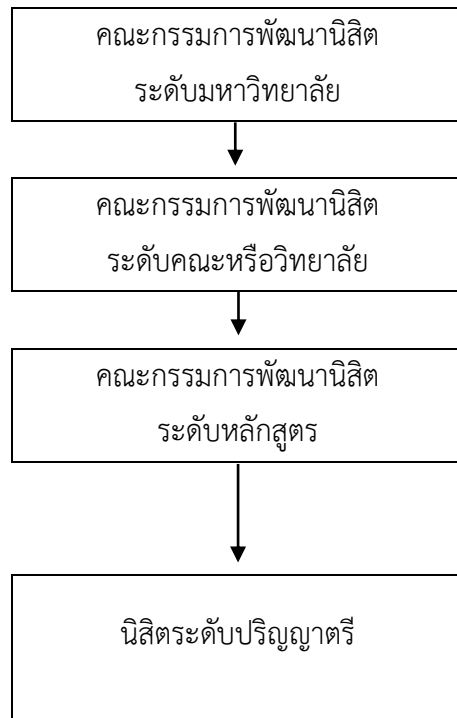 คณะกรรมการพัฒนานิสิต
ระดับมหาวิทยาลัย
คณะกรรมการพัฒนานิสิต
ระดับคณะหรือวิทยาลัย
คณะกรรมการพัฒนานิสิต
ระดับหลักสูตร
นิสิตระดับปริญญาตรี